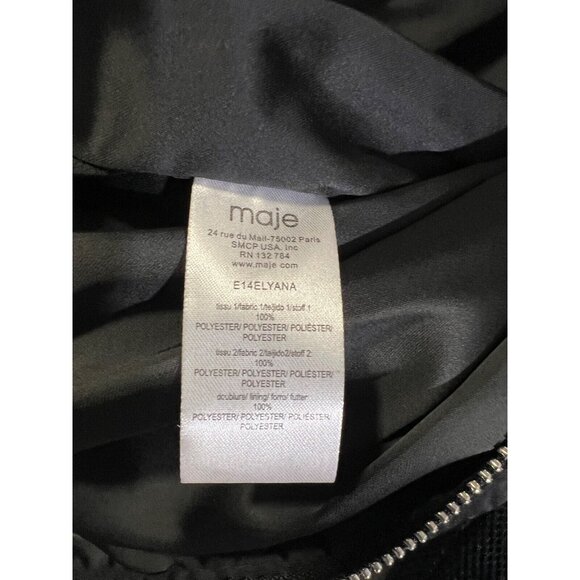 maje
24 rue du Mail-75002 Paris
SMCP USA. Inc
RN 132 784
www.maje.com
E14ELYANA
tissu 1/fabric 1/tejido 1/stoff 1
100%
POLYESTER/ POLYESTER/ POLIÉSTER/
POLYESTER
tissu 2/fabric 2/tejido2/stoff 2
100%
POLYESTER/ POLYESTER/ POLIÉSTER/
POLYESTER
doublure/ lining/ forro/ futter
100%
POLYESTER/ POLYESTER/ POLIÉSTER/
POLYESTER